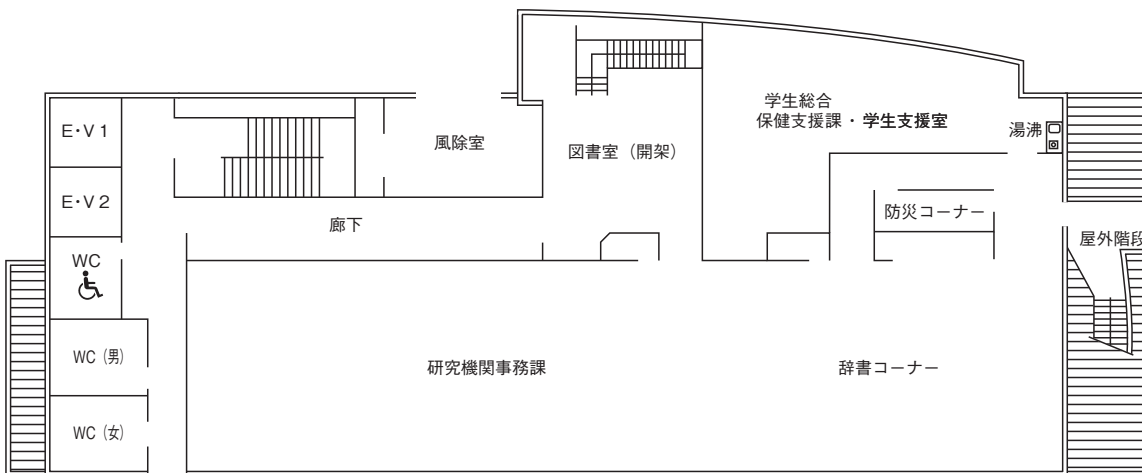 学生総合
保健支援課・学生支援室
湯沸
E・V1
風除室
図書室（開架）
E・V2
防災コーナー
廊下
屋外階段
WC
WC（男）
研究機関事務課
辞書コーナー
WC（女）